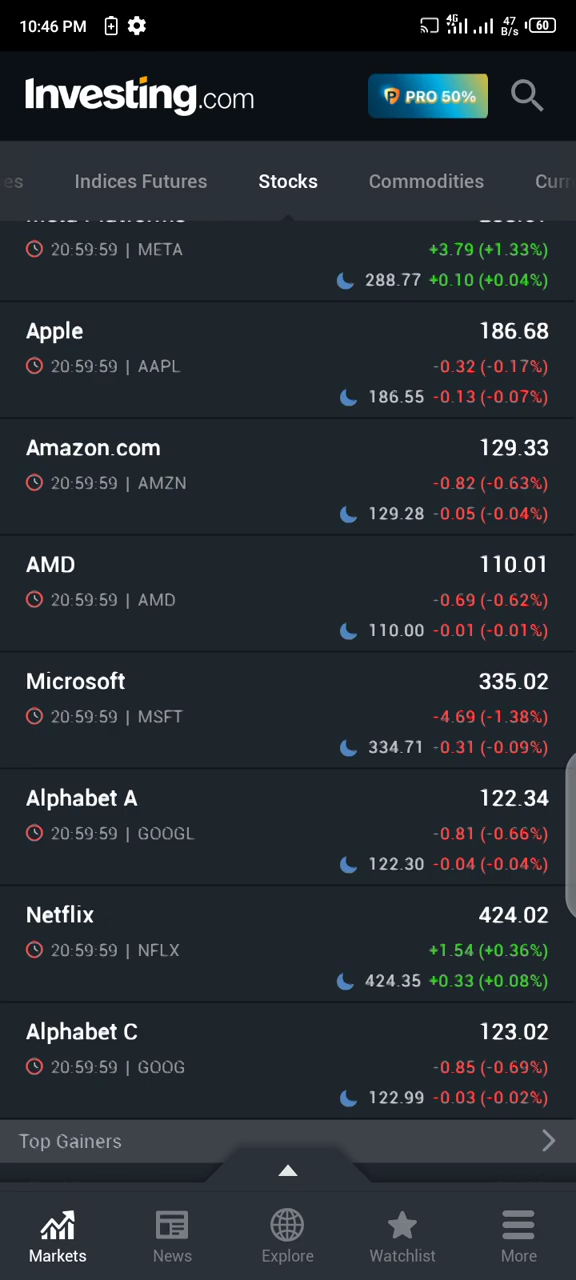 10:46 PM 4G 47 B/s 60
Investing.com PRO 50%
es Indices Futures Stocks Commodities Curr
Meta Platforms
20:59:59 | META +3.79 (+1.33%)
288.77 +0.10 (+0.04%)
Apple 186.68
20:59:59 | AAPL -0.32 (-0.17%)
186.55 -0.13 (-0.07%)
Amazon.com 129.33
20:59:59 | AMZN -0.82 (-0.63%)
129.28 -0.05 (-0.04%)
AMD 110.01
20:59:59 | AMD -0.69 (-0.62%)
110.00 -0.01 (-0.01%)
Microsoft 335.02
20:59:59 | MSFT -4.69 (-1.38%)
334.71 -0.31 (-0.09%)
Alphabet A 122.34
20:59:59 | GOOGL -0.81 (-0.66%)
122.30 -0.04 (-0.04%)
Netflix 424.02
20:59:59 | NFLX +1.54 (+0.36%)
424.35 +0.33 (+0.08%)
Alphabet C 123.02
20:59:59 | GOOG -0.85 (-0.69%)
122.99 -0.03 (-0.02%)
Top Gainers
Markets News Explore Watchlist More